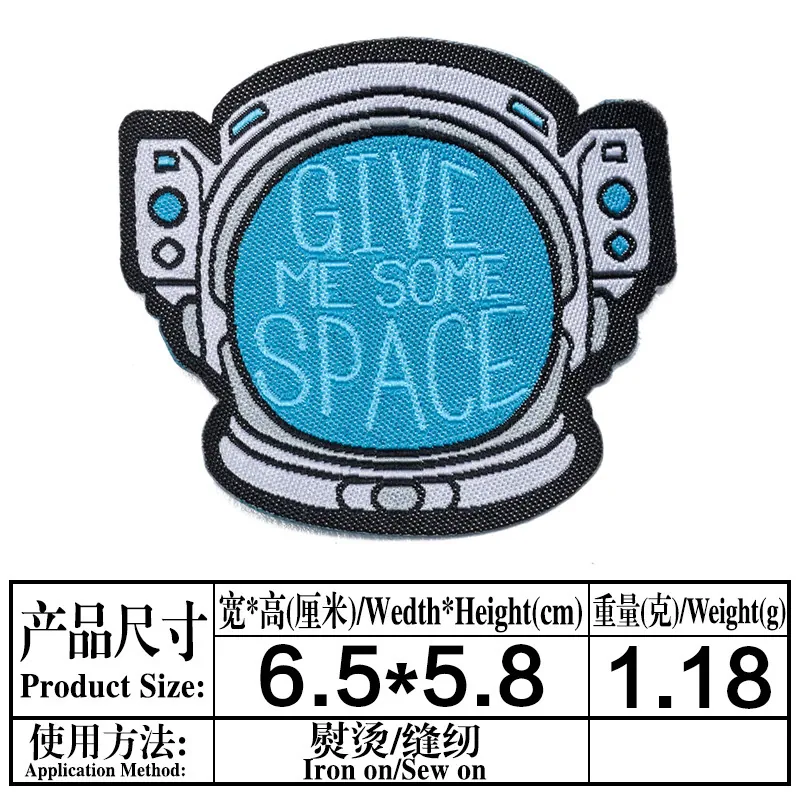 GIVE
ME SOME
SPACE
产品尺寸
Product Size:
宽*高(厘米)/Wedth*Height(cm)
6.5*5.8
重量(克)/Weight(g)
1.18
使用方法:
Application Method:
熨烫/缝纫
Iron on/Sew on